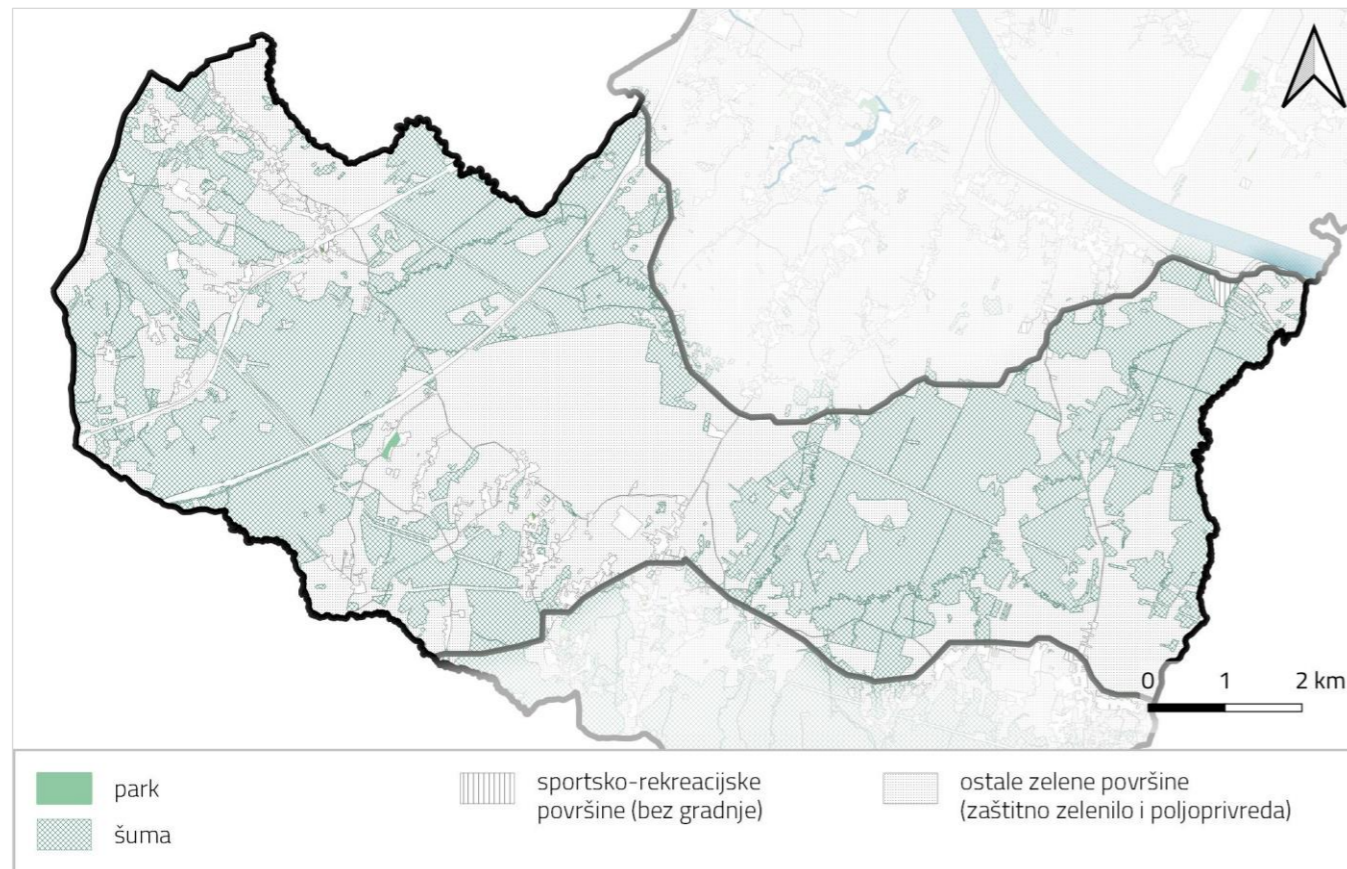 0 1 2 km
park
šuma
sportsko-rekreacijske
površine (bez gradnje)
ostale zelene površine
(zaštitno zelenilo i poljoprivreda)